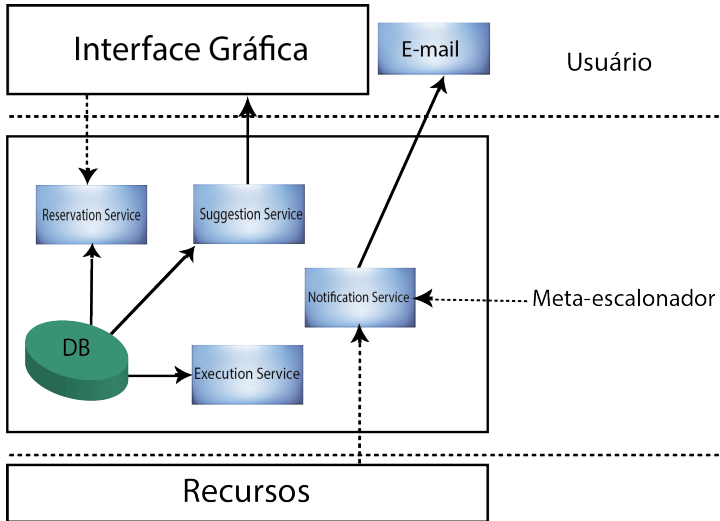 Interface Gráfica
E-mail
Usuário
Reservation Service
Suggestion Service
Notification Service
Meta-escalonador
DB
Execution Service
Recursos